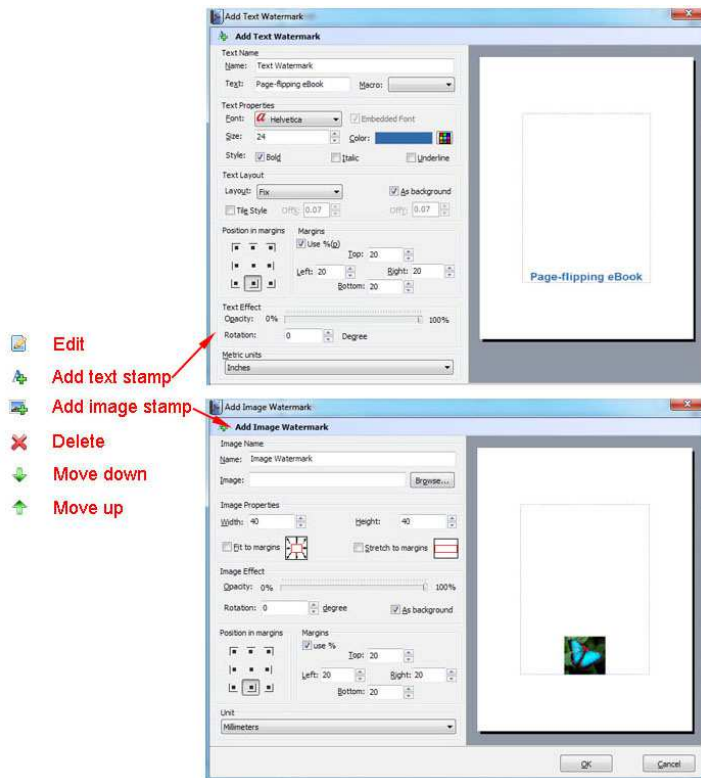 Add Text Watermark
Add Text Watermark
Text Name
Name: Text Watermark
Text: Page-flipping eBook Macro:
Text Properties
Font: a Helvetica Embedded Font
Size: 24 Color:
Style: Bold Italic Underline
Text Layout
Layout: Fix As background
Tile Style 0.07 0.07
Position in margins Margins
Use %(p)
Top: 20
Left: 20 Right: 20
Bottom: 20
Text Effect
Opacity: 0% 100%
Rotation: 0 Degree
Metric units
Inches
Page-flipping eBook
Edit
Add text stamp
Add image stamp
Delete
Move down
Move up
Add Image Watermark
Add Image Watermark
Image Name
Name: Image Watermark
Image: Browse...
Image Properties
Width: 40 Height: 40
Fit to margins Stretch to margins
Image Effect
Opacity: 0% 100%
Rotation: 0 degree As background
Position in margins Margins
use %
Top: 20
Left: 20 Right: 20
Bottom: 20
Unit
Millimeters
OK Cancel